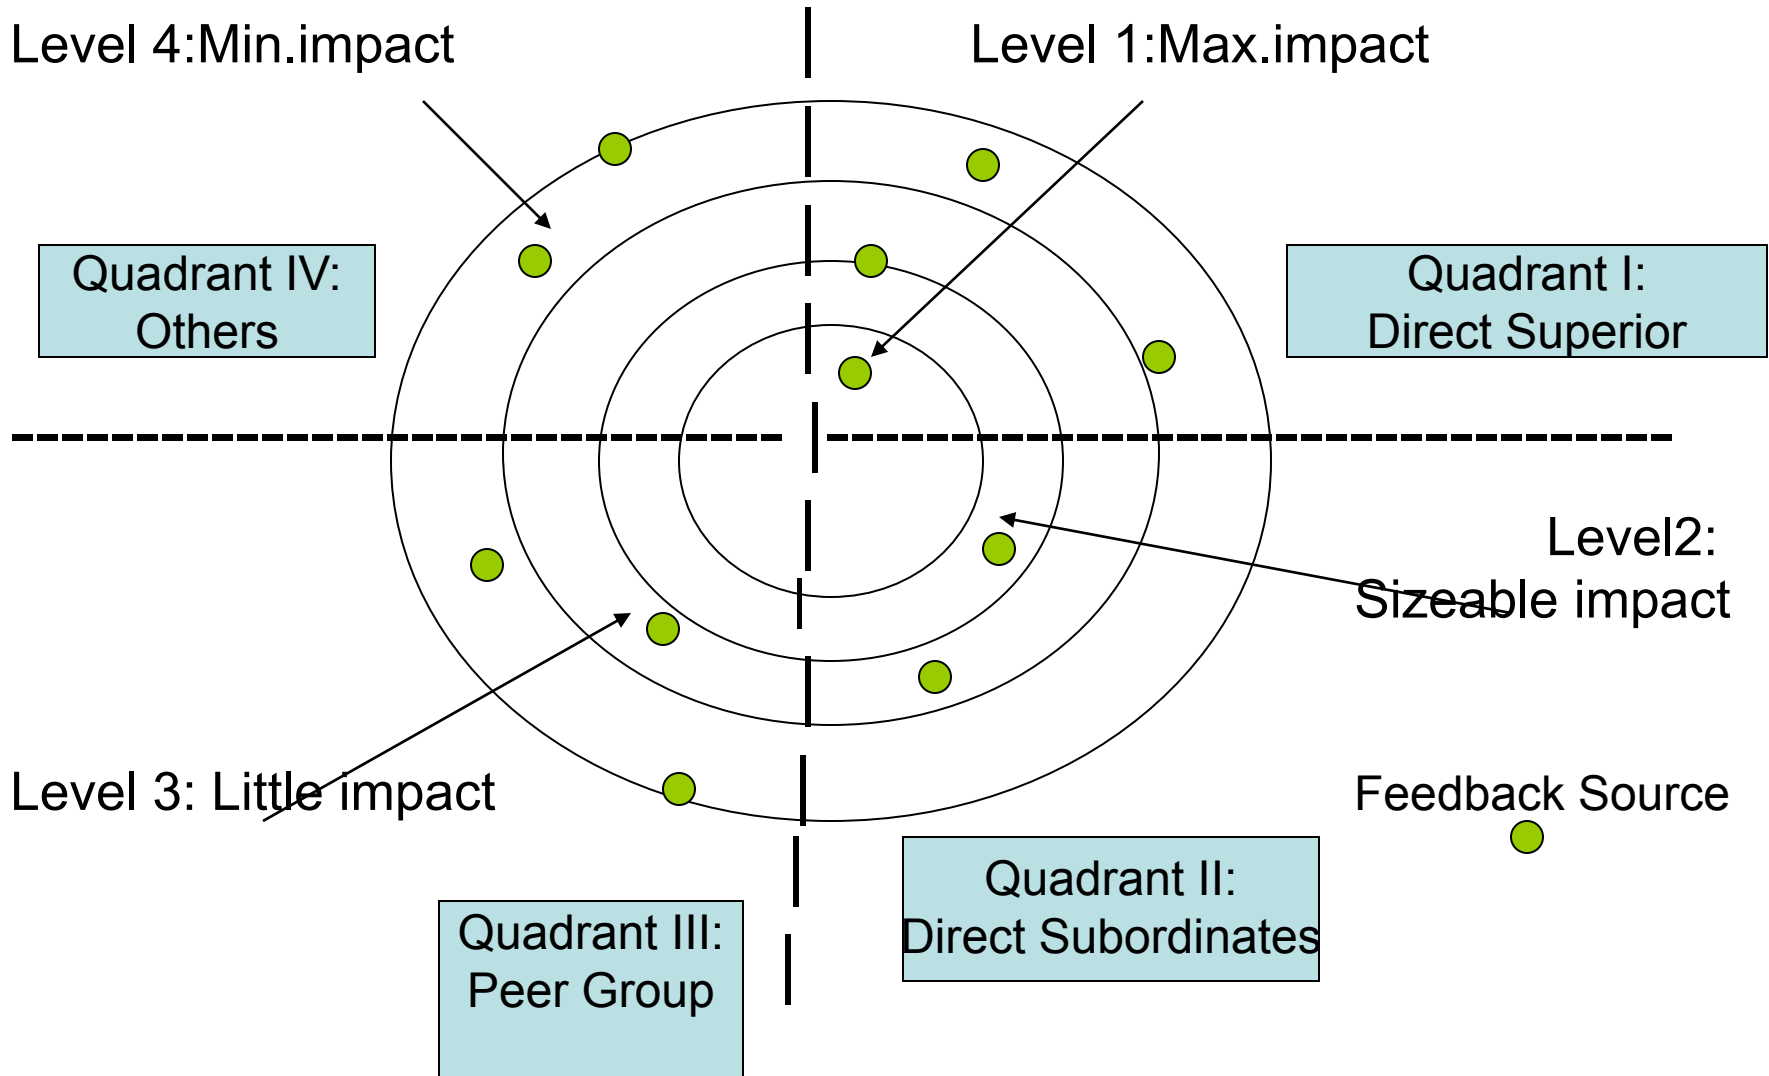 Level 4:Min.impact
Level 1:Max.impact
Quadrant IV:
Others
Quadrant I:
Direct Superior
Level2:
Sizeable impact
Level 3: Little impact
Feedback Source
Quadrant II:
Direct Subordinates
Quadrant III:
Peer Group